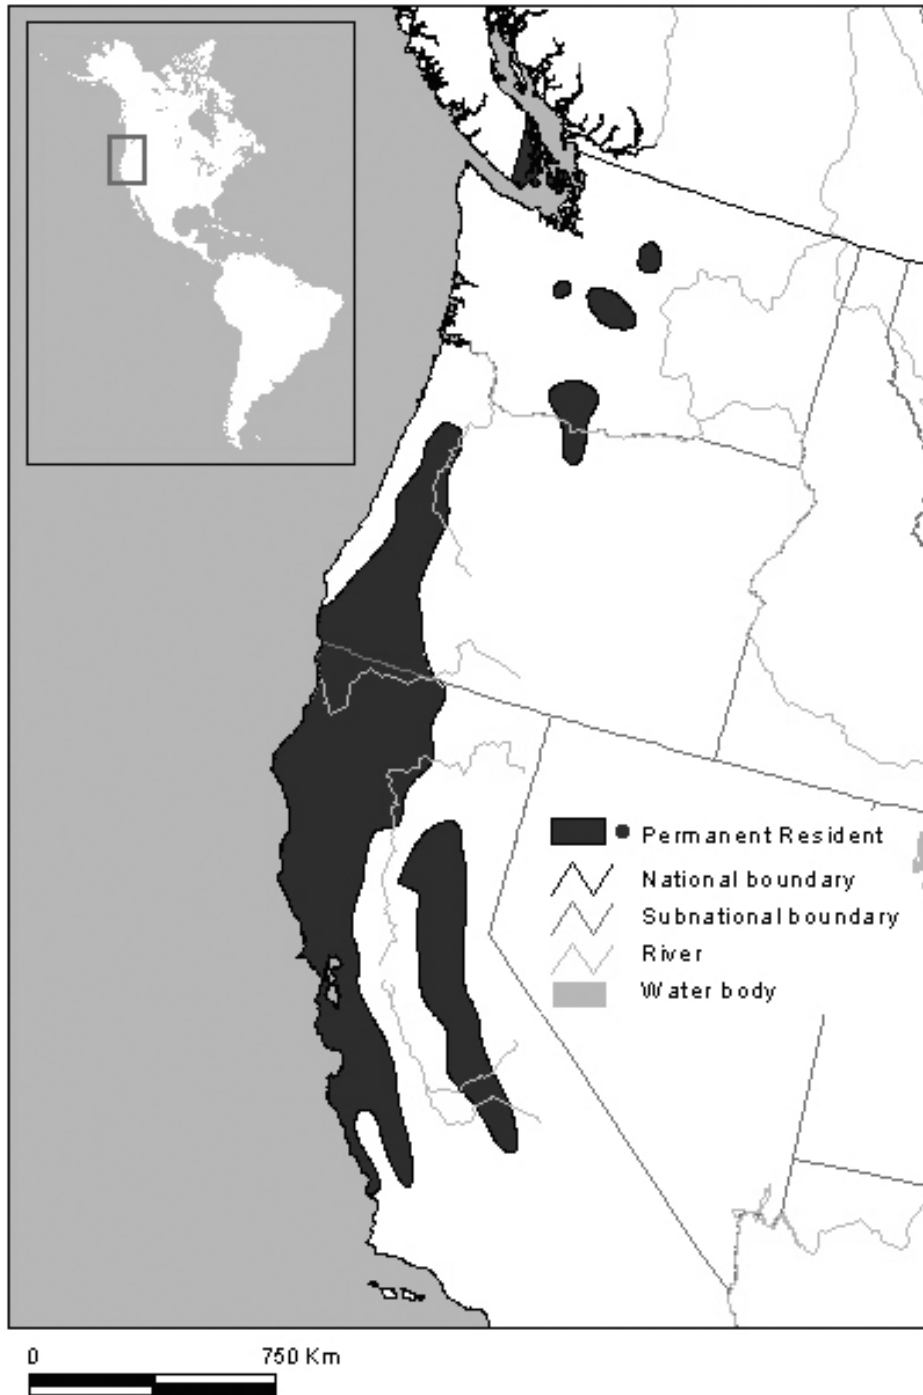 Permanent Resident
National boundary
Subnational boundary
River
Water body
0 750 Km